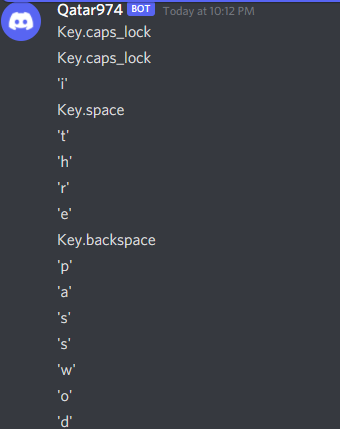 Qatar974 BOT Today at 10:12 PM
Key.caps_lock
Key.caps_lock
'i'
Key.space
't'
'h'
'r'
'e'
Key.backspace
'p'
'a'
's'
's'
'w'
'o'
'd'